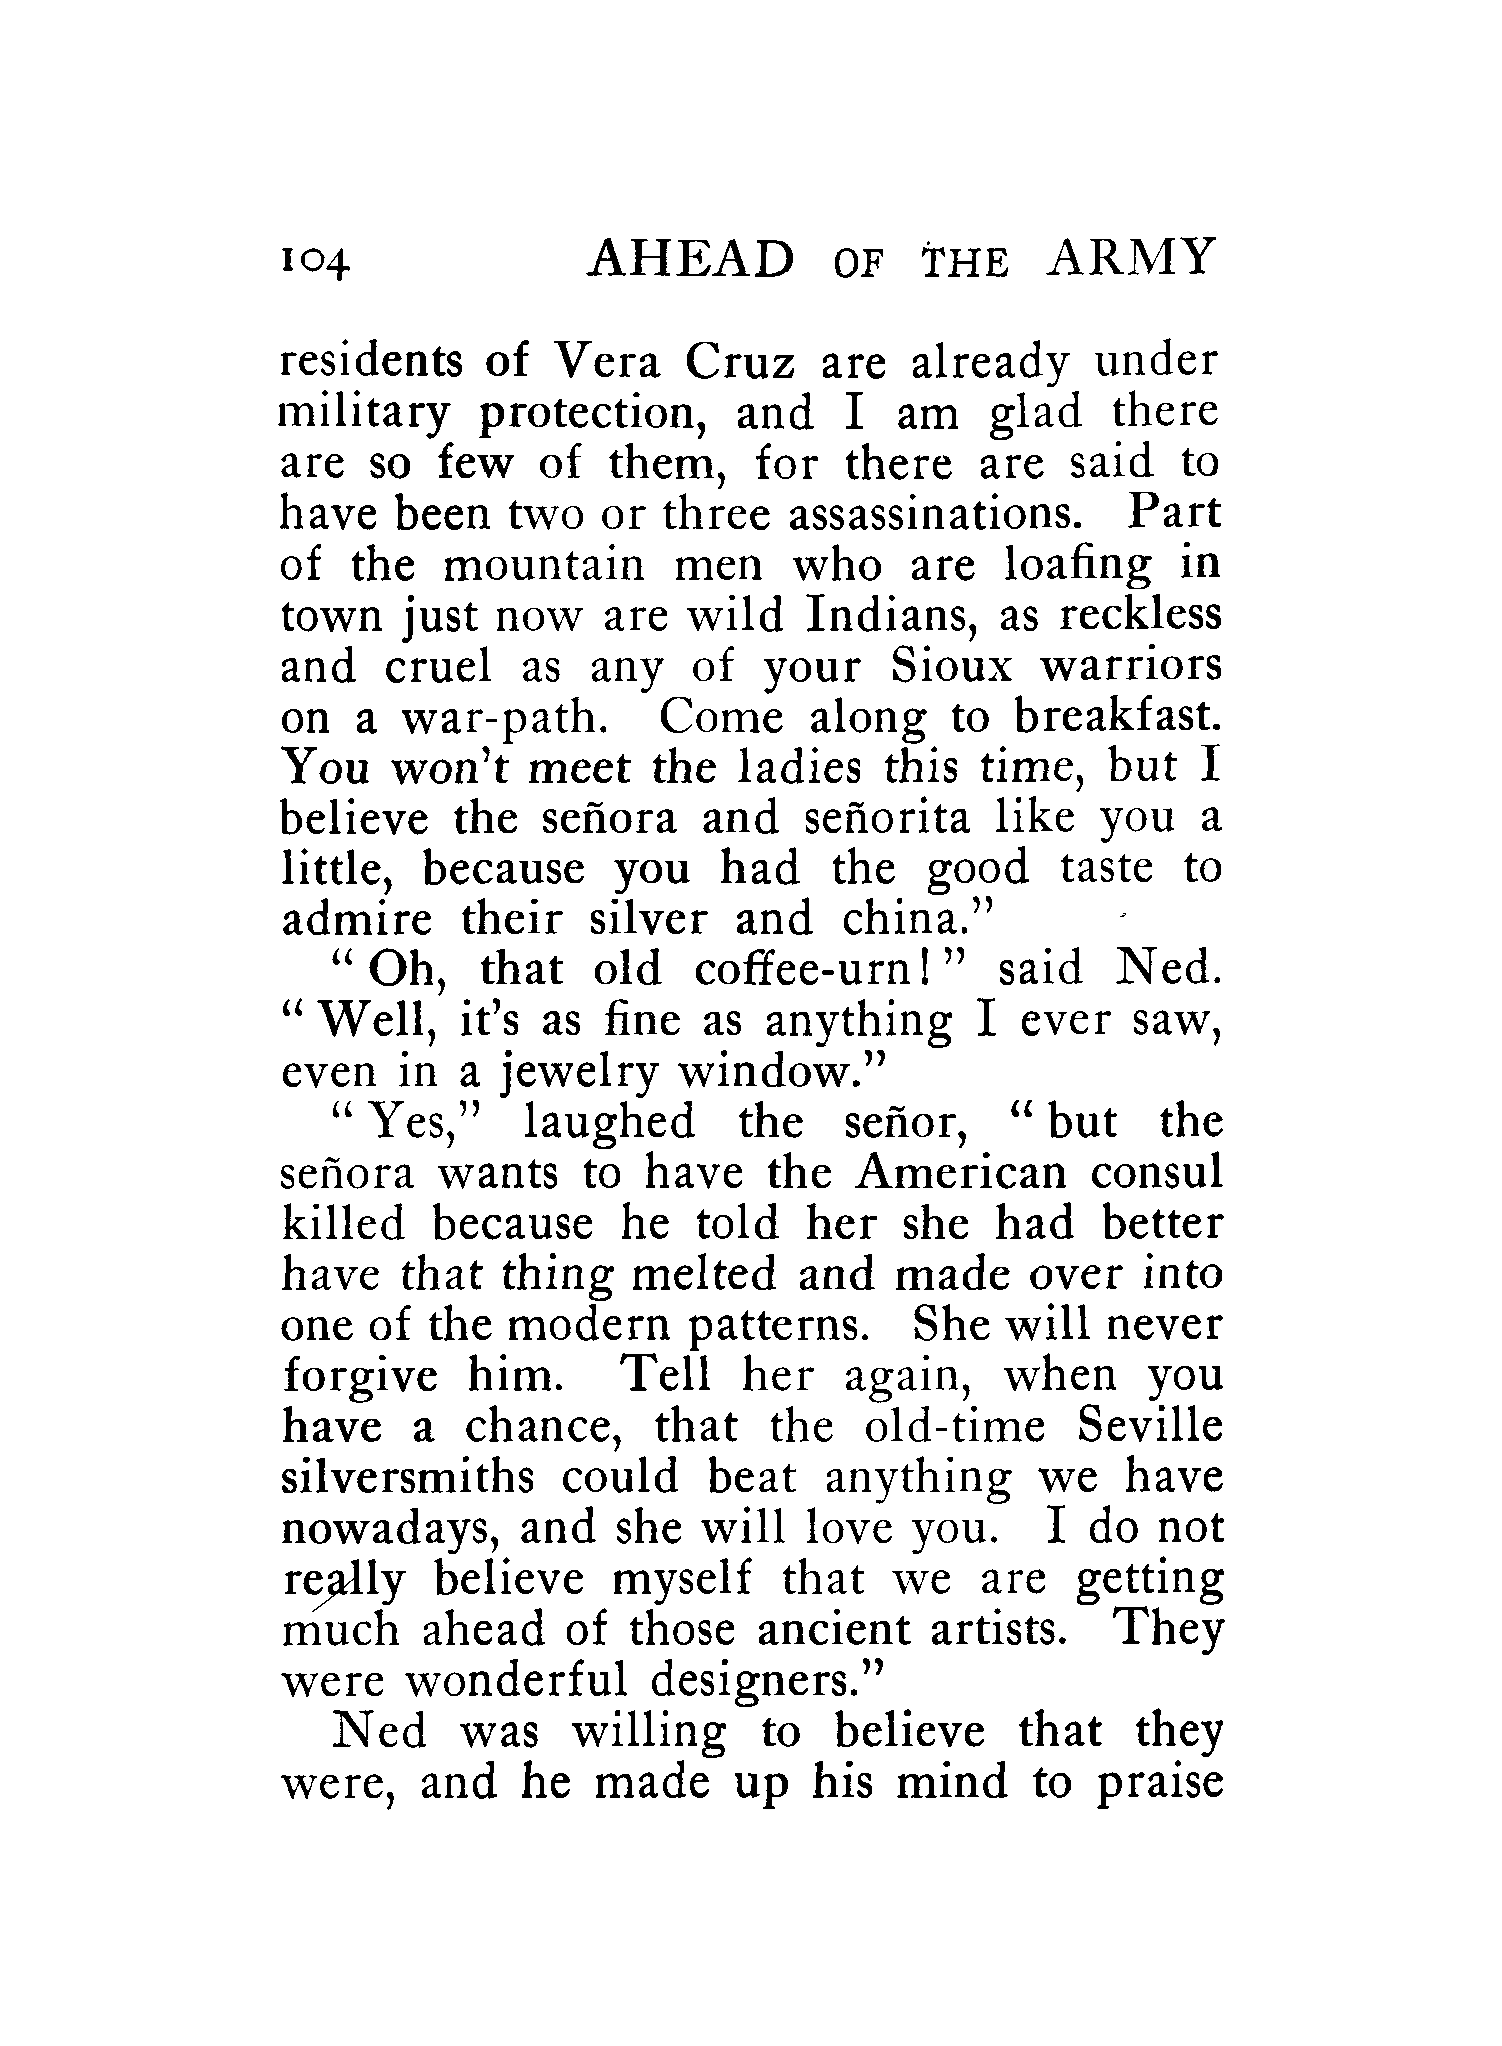 104 AHEAD OF THE ARMY
residents of Vera Cruz are already under
military protection, and I am glad there
are so few of them, for there are said to
have been two or three assassinations. Part
of the mountain men who are loafing in
town just now are wild Indians, as reckless
and cruel as any of your Sioux warriors
on a war-path. Come along to breakfast.
You won't meet the ladies this time, but I
believe the señora and señorita like you a
little, because you had the good taste to
admire their silver and china."
"Oh, that old coffee-urn!" said Ned.
"Well, it's as fine as anything I ever saw,
even in a jewelry window."
"Yes," laughed the señor, "but the
señora wants to have the American consul
killed because he told her she had better
have that thing melted and made over into
one of the modern patterns. She will never
forgive him. Tell her again, when you
have a chance, that the old-time Seville
silversmiths could beat anything we have
nowadays, and she will love you. I do not
really believe myself that we are getting
much ahead of those ancient artists. They
were wonderful designers."
Ned was willing to believe that they
were, and he made up his mind to praise